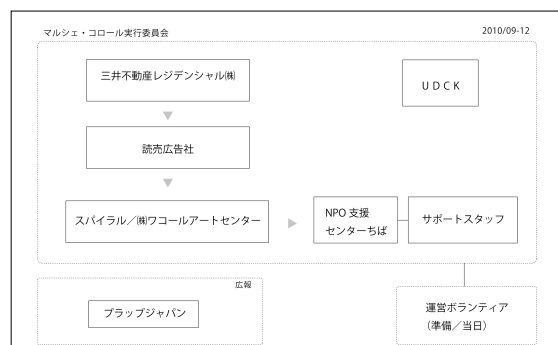 マルシェ・コロール実行委員会
2010/09-12
三井不動産レジデンシャル㈱
UDCK
読売広告社
スパイラル／㈱ワコールアートセンター
NPO 支援
センターちば
サポートスタッフ
広報
プラップジャパン
運営ボランティア
（準備／当日）